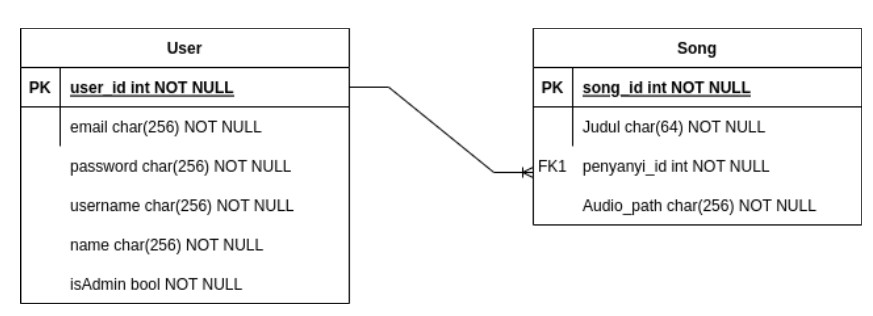 User
PK user_id int NOT NULL
email char(256) NOT NULL
password char(256) NOT NULL
username char(256) NOT NULL
name char(256) NOT NULL
isAdmin bool NOT NULL
Song
PK song_id int NOT NULL
Judul char(64) NOT NULL
FK1 penyanyi_id int NOT NULL
Audio_path char(256) NOT NULL